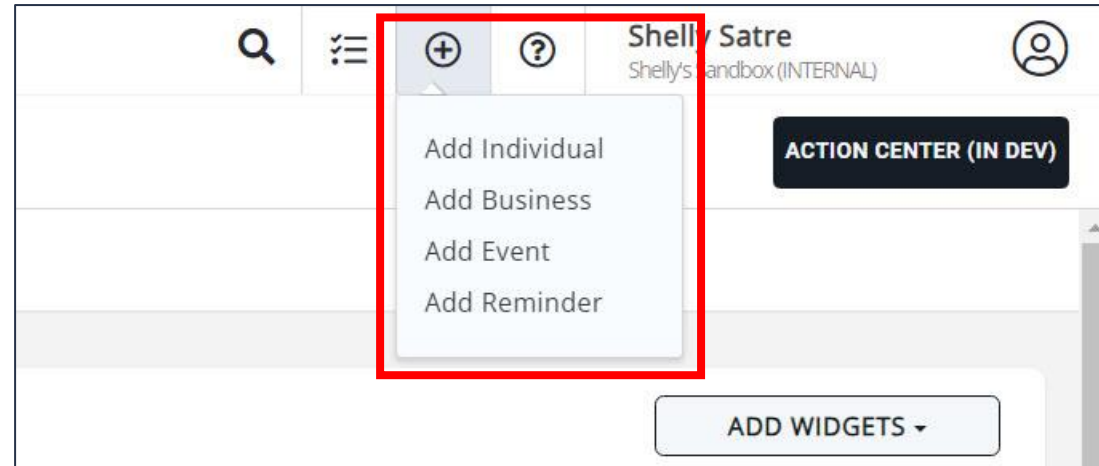 Shelly Satre
Shelly's Sandbox (INTERNAL)
ACTION CENTER (IN DEV)
Add Individual
Add Business
Add Event
Add Reminder
ADD WIDGETS